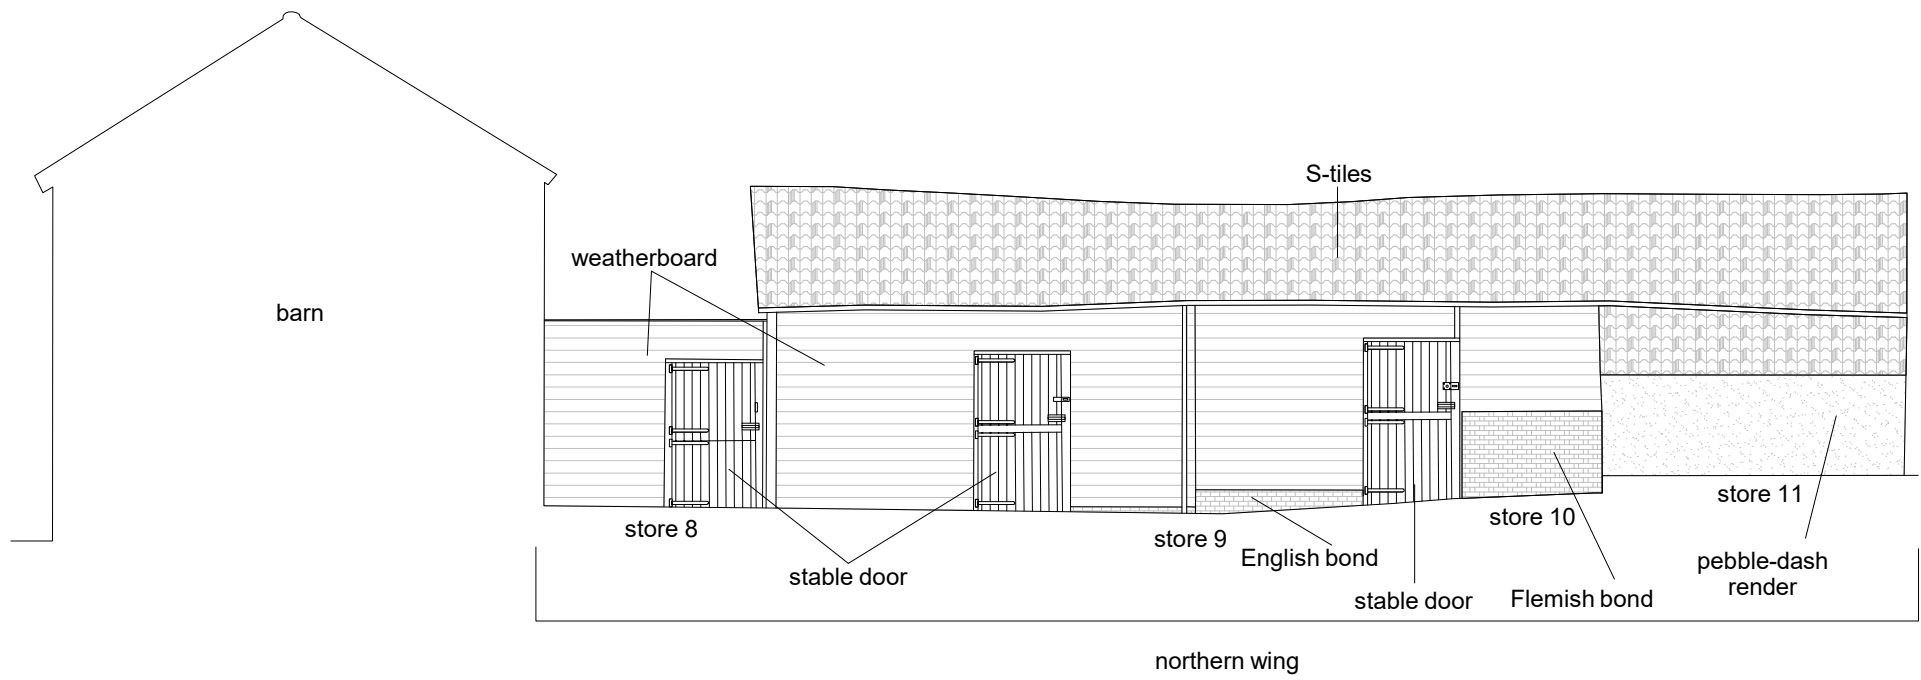 S-tiles
weatherboard
barn
store 8
stable door
store 9
English bond
stable door
store 10
Flemish bond
store 11
pebble-dash
render
northern wing